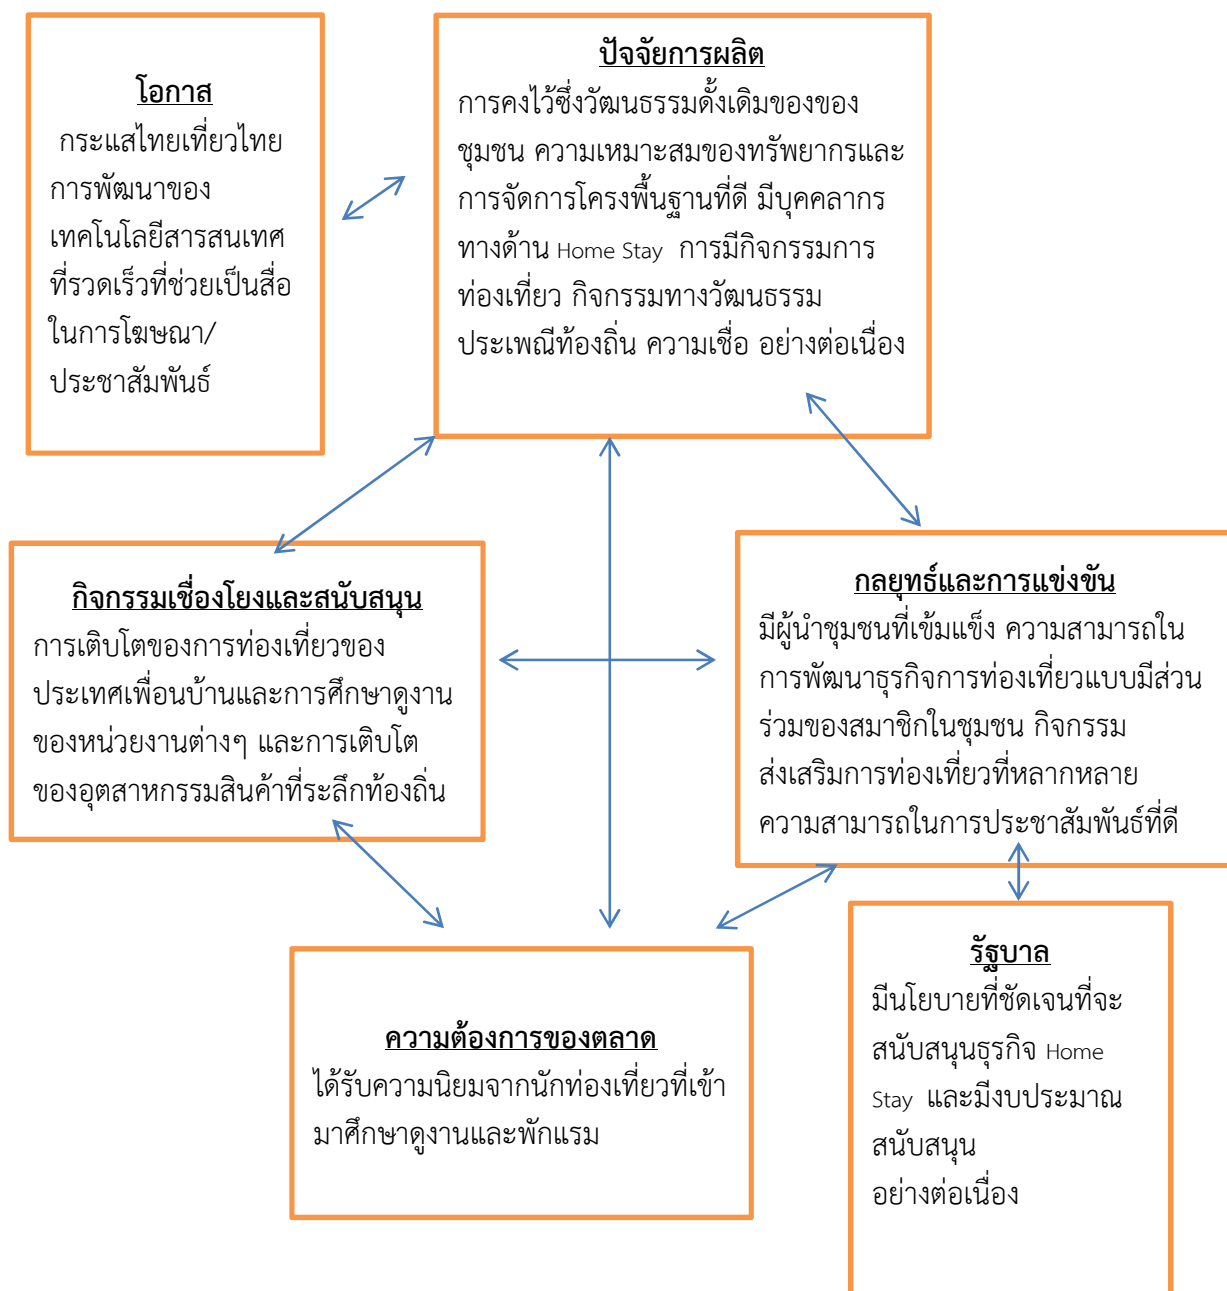 โอกาส
กระแสไทยเที่ยวไทย
การพัฒนาของ
เทคโนโลยีสารสนเทศ
ที่รวดเร็วที่ช่วยเป็นสื่อ
ในการโฆษณา/
ประชาสัมพันธ์
ปัจจัยการผลิต
การคงไว้ซึ่งวัฒนธรรมดั้งเดิมของของ
ชุมชน ความเหมาะสมของทรัพยากรและ
การจัดการโครงพื้นฐานที่ดี มีบุคคลากร
ทางด้าน Home Stay การมีกิจกรรมการ
ท่องเที่ยว กิจกรรมทางวัฒนธรรม
ประเพณีท้องถิ่น ความเชื่อ อย่างต่อเนื่อง
กิจกรรมเชื่องโยงและสนับสนุน
การเติบโตของการท่องเที่ยวของ
ประเทศเพื่อนบ้านและการศึกษาดูงาน
ของหน่วยงานต่างๆ และการเติบโต
ของอุตสาหกรรมสินค้าที่ระลึกท้องถิ่น
กลยุทธ์และการแข่งขัน
มีผู้นำชุมชนที่เข้มแข็ง ความสามารถใน
การพัฒนาธุรกิจการท่องเที่ยวแบบมีส่วน
ร่วมของสมาชิกในชุมชน กิจกรรม
ส่งเสริมการท่องเที่ยวที่หลากหลาย
ความสามารถในการประชาสัมพันธ์ที่ดี
ความต้องการของตลาด
ได้รับความนิยมจากนักท่องเที่ยวที่เข้า
มาศึกษาดูงานและพักแรม
รัฐบาล
มีนโยบายที่ชัดเจนที่จะ
สนับสนุนธุรกิจ Home
Stay และมีงบประมาณ
สนับสนุน
อย่างต่อเนื่อง